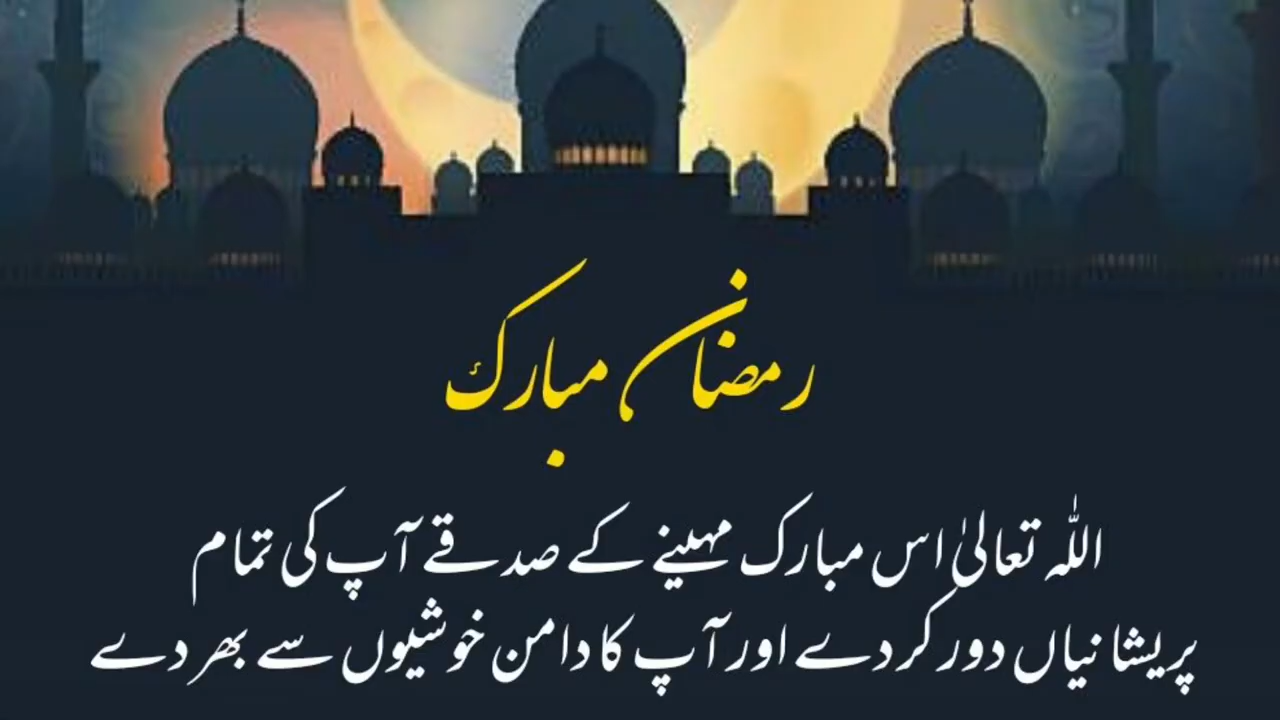 رمضان مبارک
اللہ تعالیٰ اس مبارک مہینے کے صدقے آپ کی تمام
پریشانیاں دور کر دے اور آپ کا دامن خوشیوں سے بھر دے